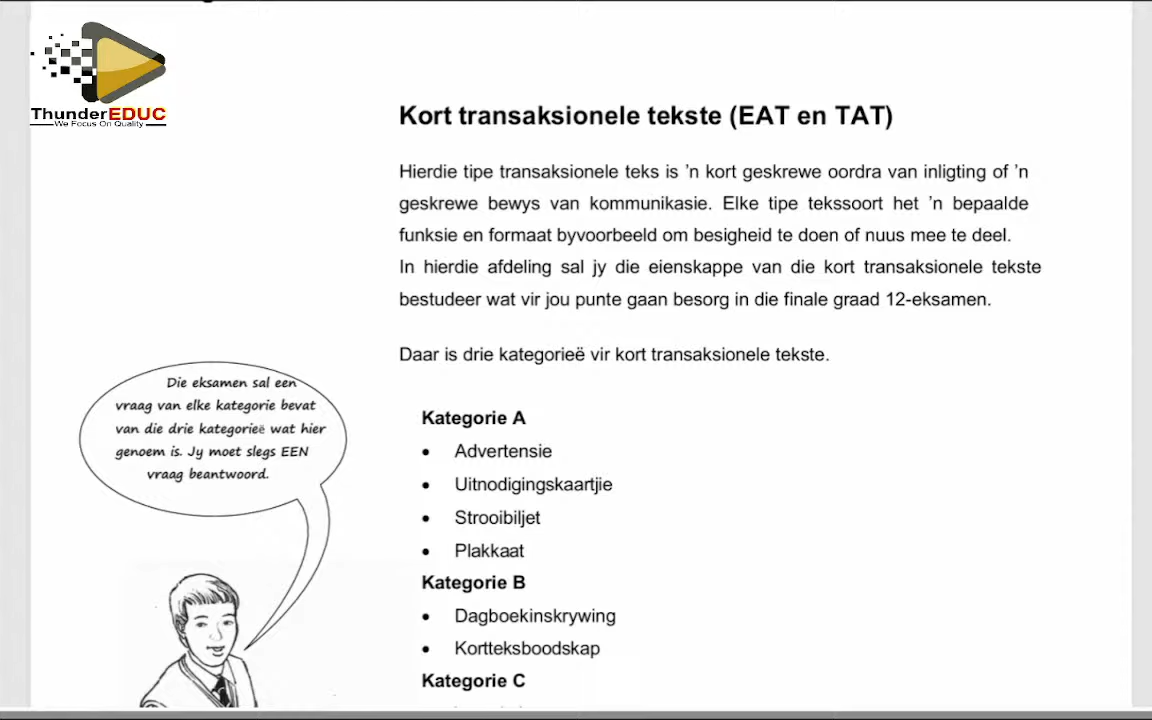 ThunderEDUC
We Focus On Quality
Kort transaksionele tekste (EAT en TAT)
Hierdie tipe transaksionele teks is ’n kort geskrewe oordra van inligting of ’n
geskrewe bewys van kommunikasie. Elke tipe tekssoort het ’n bepaalde
funksie en formaat byvoorbeeld om besigheid te doen of nuus mee te deel.
In hierdie afdeling sal jy die eienskappe van die kort transaksionele tekste
bestudeer wat vir jou punte gaan besorg in die finale graad 12-eksamen.
Daar is drie kategorieë vir kort transaksionele tekste.
Die eksamen sal een
vraag van elke kategorie bevat
van die drie kategorieë wat hier
genoem is. Jy moet slegs EEN
vraag beantwoord.
Kategorie A
• Advertensie
• Uitnodigingskaartjie
• Strooibiljet
• Plakkaat
Kategorie B
• Dagboekinskrywing
• Kortteksboodskap
Kategorie C